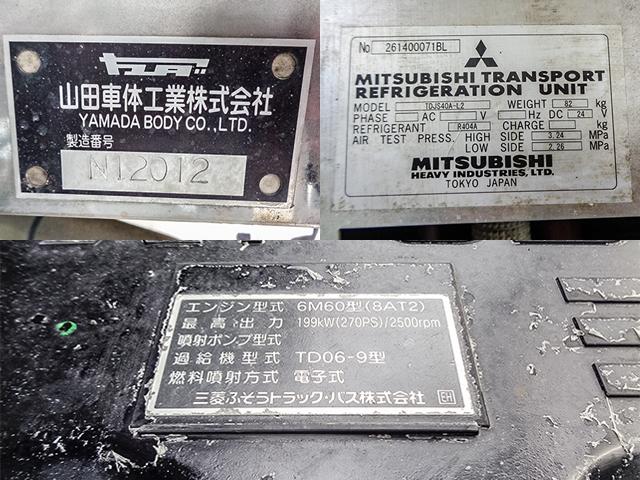 ヤマダ
山田車体工業株式会社
YAMADA BODY CO.,LTD.
製造番号
N12012
No 261400071BL
MITSUBISHI TRANSPORT
REFRIGERATION UNIT
MODEL TDJS40A-L2 WEIGHT 82 kg
PHASE AC V Hz DC 24 V
REFRIGERANT R404A CHARGE kg
AIR TEST PRESS. HIGH SIDE 3.24 MPa
LOW SIDE 2.26 MPa
MITSUBISHI
HEAVY INDUSTRIES, LTD.
TOKYO JAPAN
エンジン型式 6M60型(8AT2)
最高出力 199kW(270PS)/2500rpm
噴射ポンプ型式
過給機型式 TD06-9型
燃料噴射方式 電子式
三菱ふそうトラック・バス株式会社 EH